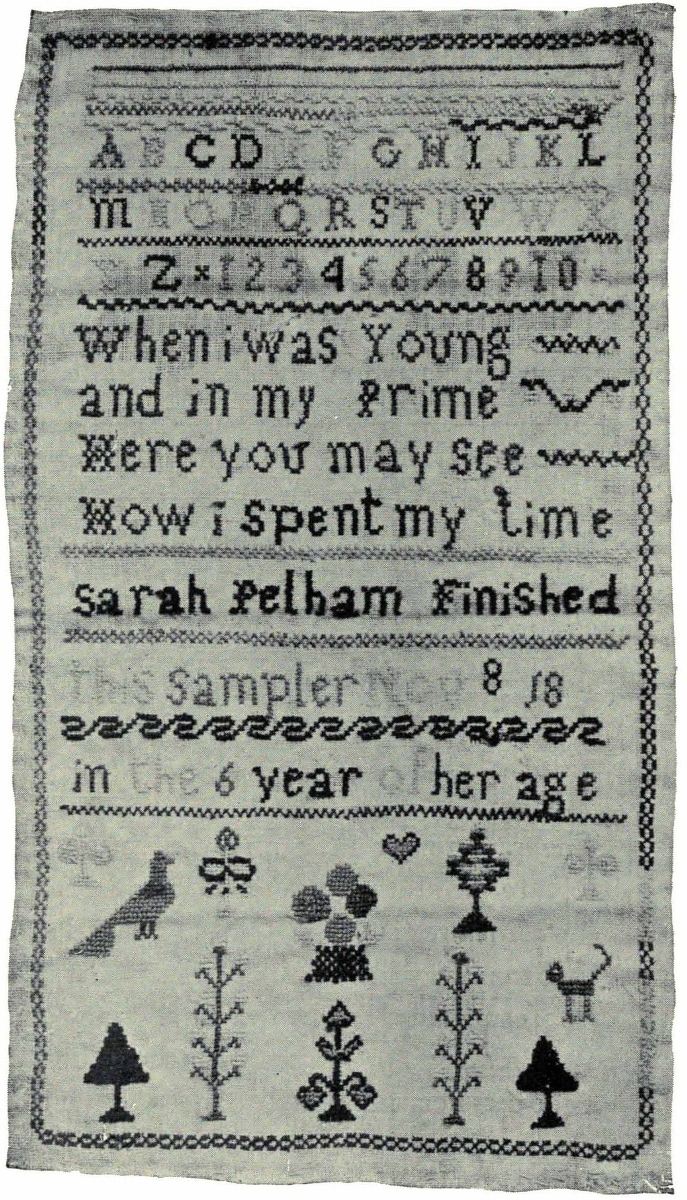 A B C D E F G H I J K L
M N O P Q R S T U V W X
Z × 1 2 3 4 5 6 7 8 9 10 ×
When i was Young
and in my Prime
Here you may see
How i spent my time
Sarah Pelham Finished
this Sampler Nov 8 18
in the 6 year of her age